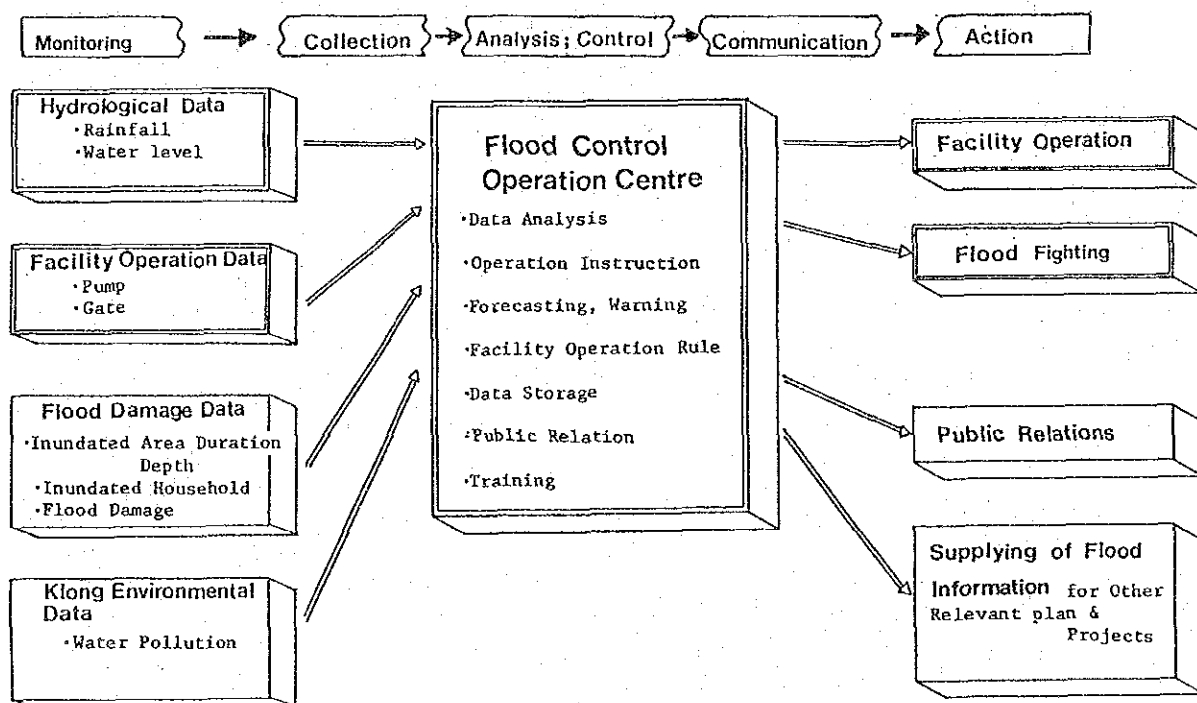 Monitoring
Collection
Analysis; Control
Communication
Action
Hydrological Data
·Rainfall
·Water level
Facility Operation Data
·Pump
·Gate
Flood Damage Data
·Inundated Area Duration
Depth
·Inundated Household
·Flood Damage
Klong Environmental
Data
·Water Pollution
Flood Control
Operation Centre
·Data Analysis
·Operation Instruction
·Forecasting, Warning
·Facility Operation Rule
·Data Storage
·Public Relation
·Training
Facility Operation
Flood Fighting
Public Relations
Supplying of Flood
Information for Other
Relevant plan &
Projects